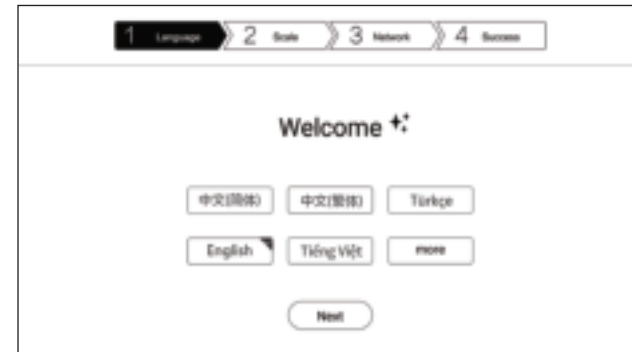 1 Language 2 Scale 3 Network 4 Success
Welcome
中文(简体) 中文(繁体) Türkçe
English Tiếng Việt more
Next